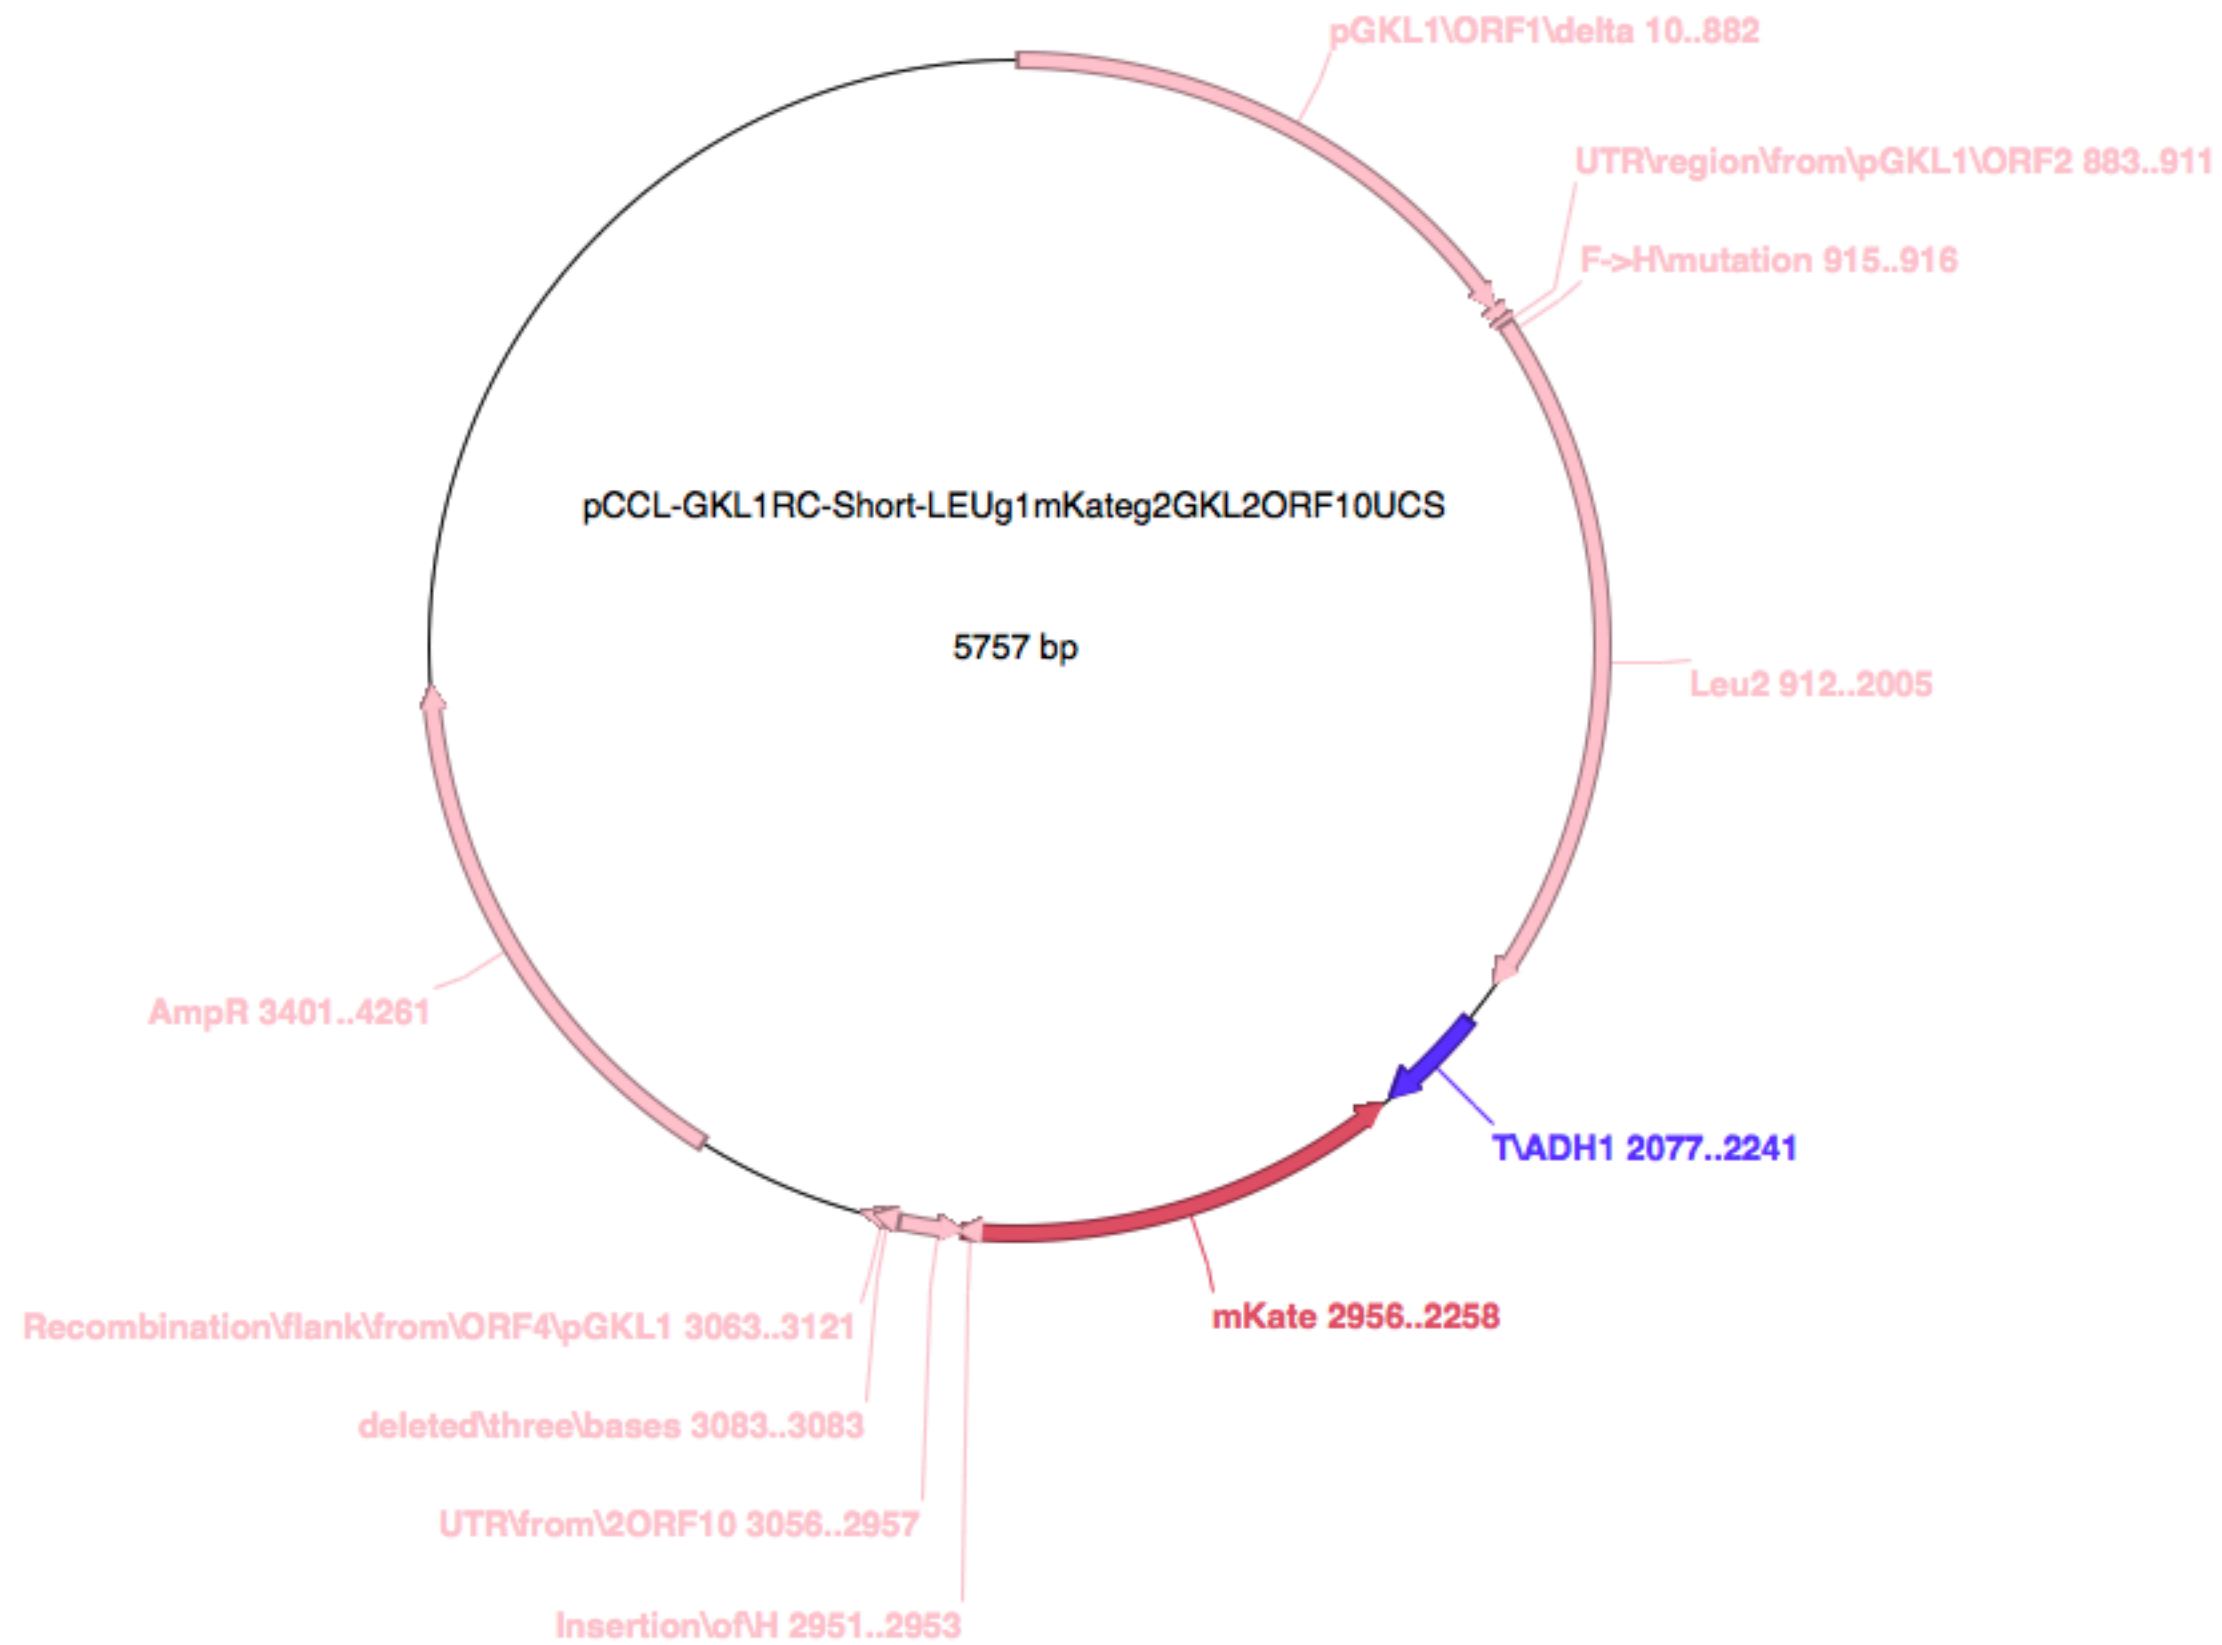 pGKL1\ORF1\delta 10..882
UTR\region\from\pGKL1\ORF2 883..911
F->H\mutation 915..916
pCCL-GKL1RC-Short-LEUg1mKateg2GKL2ORF10UCS
5757 bp
Leu2 912..2005
AmpR 3401..4261
T\ADH1 2077..2241
mKate 2956..2258
Recombination\flank\from\ORF4\pGKL1 3063..3121
deleted\three\bases 3083..3083
UTR\from\2ORF10 3056..2957
Insertion\of\H 2951..2953